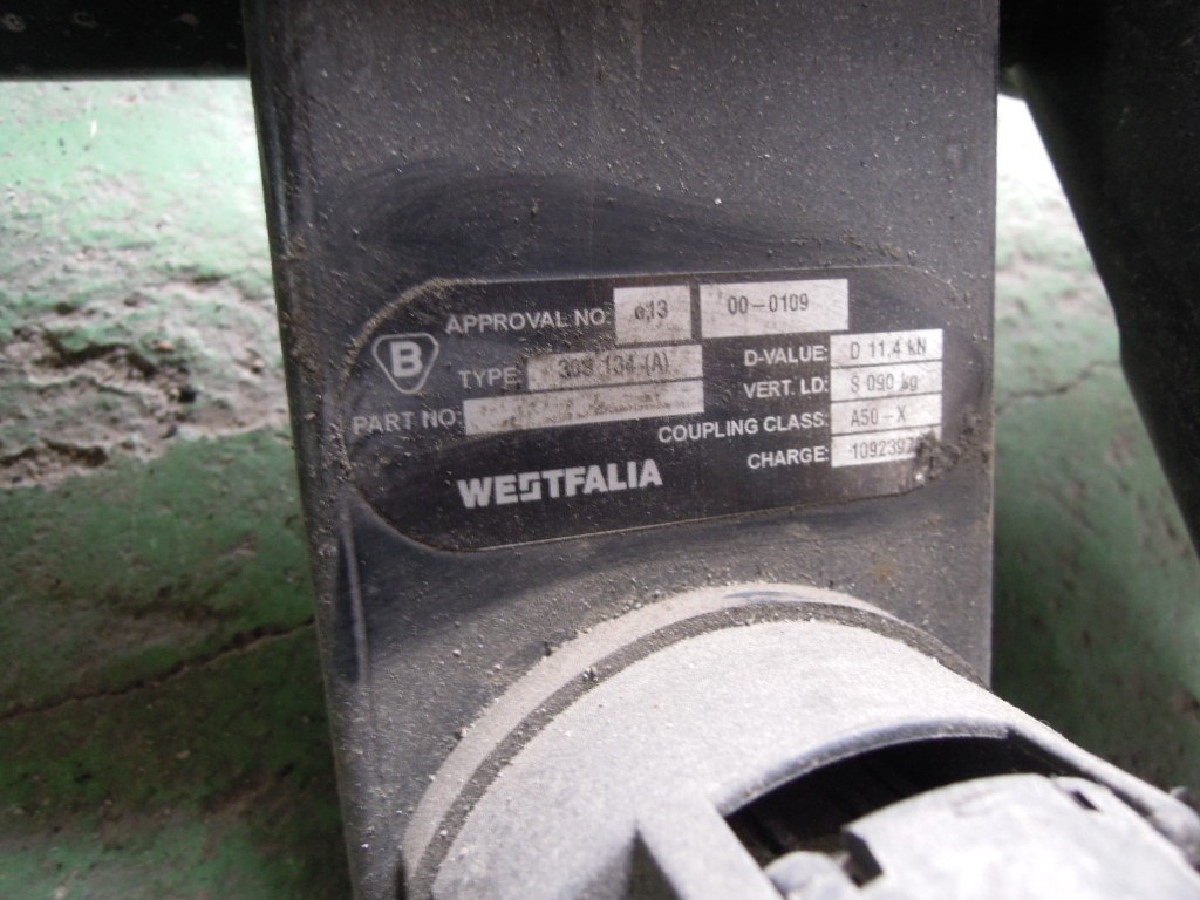 B
APPROVAL NO: e13 00-0109
TYPE: 303 134 (A)
PART NO:
D-VALUE: D 11.4 kN
VERT. LD: S 090 kg
COUPLING CLASS: A50-X
CHARGE:
WESTFALIA